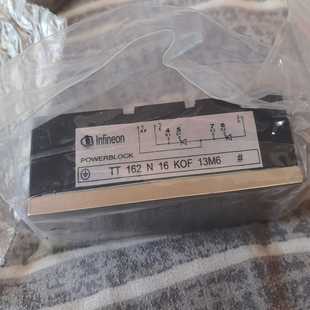 Infineon
POWERBLOCK
TT 162 N 16 KOF 13M6 #